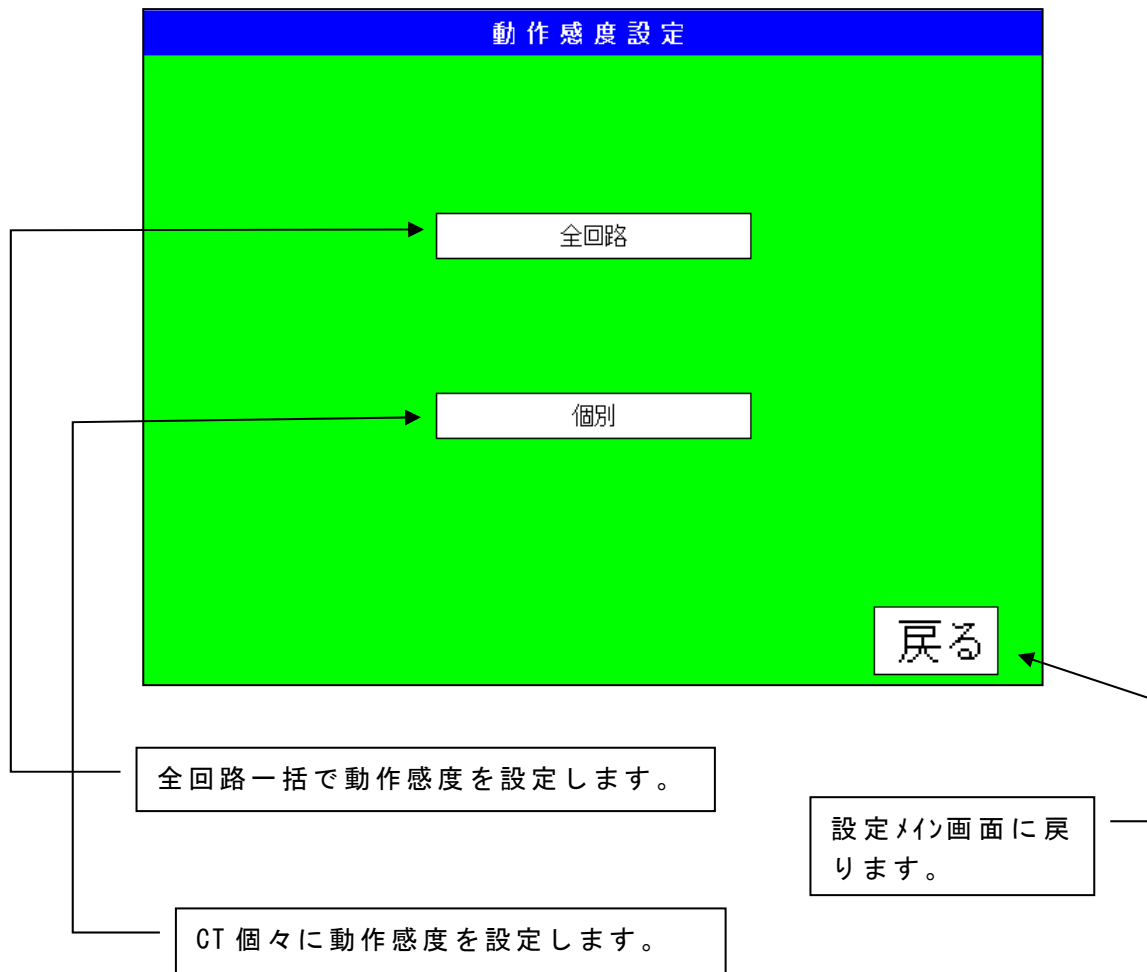 動作感度設定
全回路
個別
戻る
全回路一括で動作感度を設定します。
設定ﾒｲﾝ画面に戻
ります。
CT個々に動作感度を設定します。